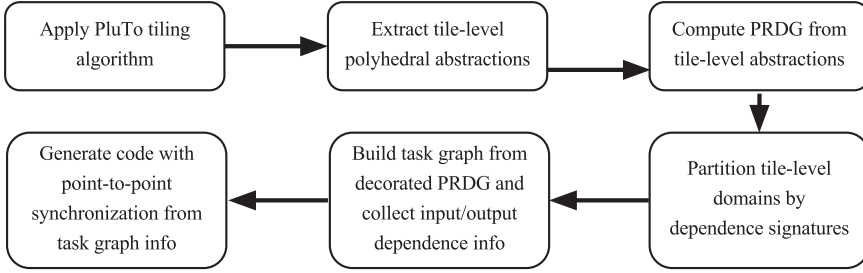 Apply PluTo tiling
algorithm
Extract tile-level
polyhedral abstractions
Compute PRDG from
tile-level abstractions
Partition tile-level
domains by
dependence signatures
Build task graph from
decorated PRDG and
collect input/output
dependence info
Generate code with
point-to-point
synchronization from
task graph info